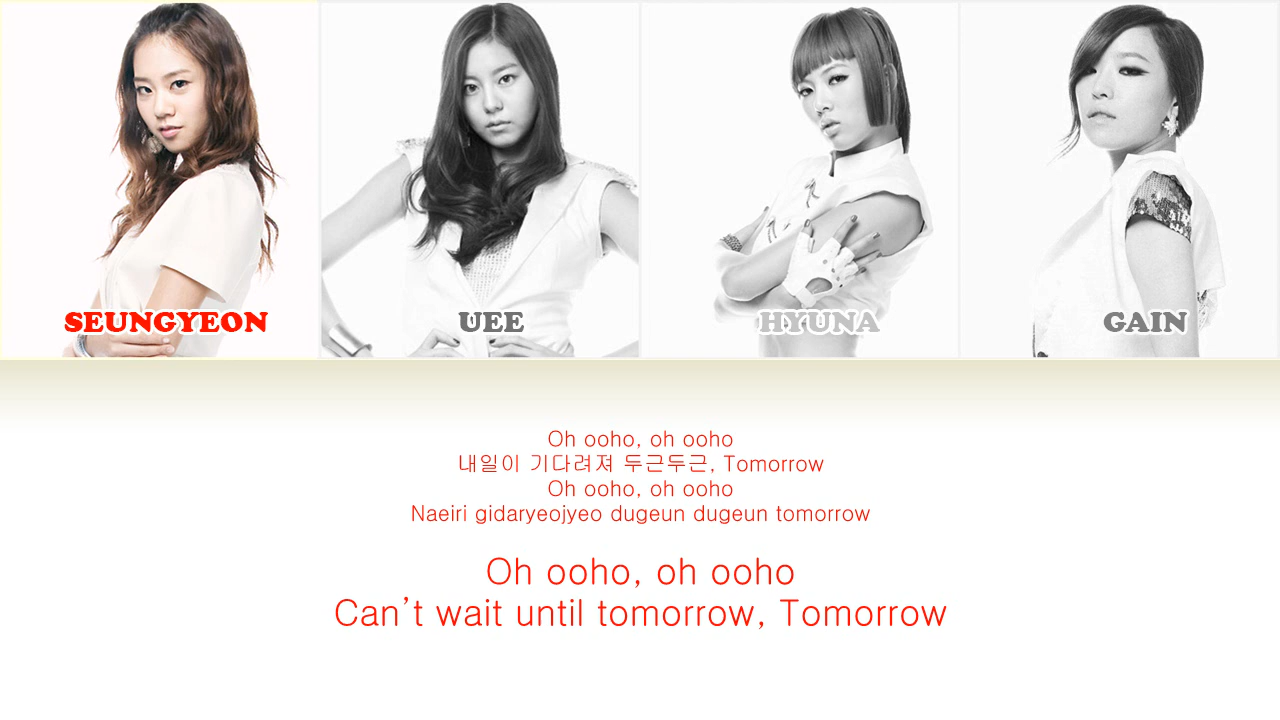 SEUNGYEON
UEE
HYUNA
GAIN
Oh ooho, oh ooho
내일이 기다려져 두근두근, Tomorrow
Oh ooho, oh ooho
Naeiri gidaryeojyeo dugeun dugeun tomorrow
Oh ooho, oh ooho
Can't wait until tomorrow, Tomorrow